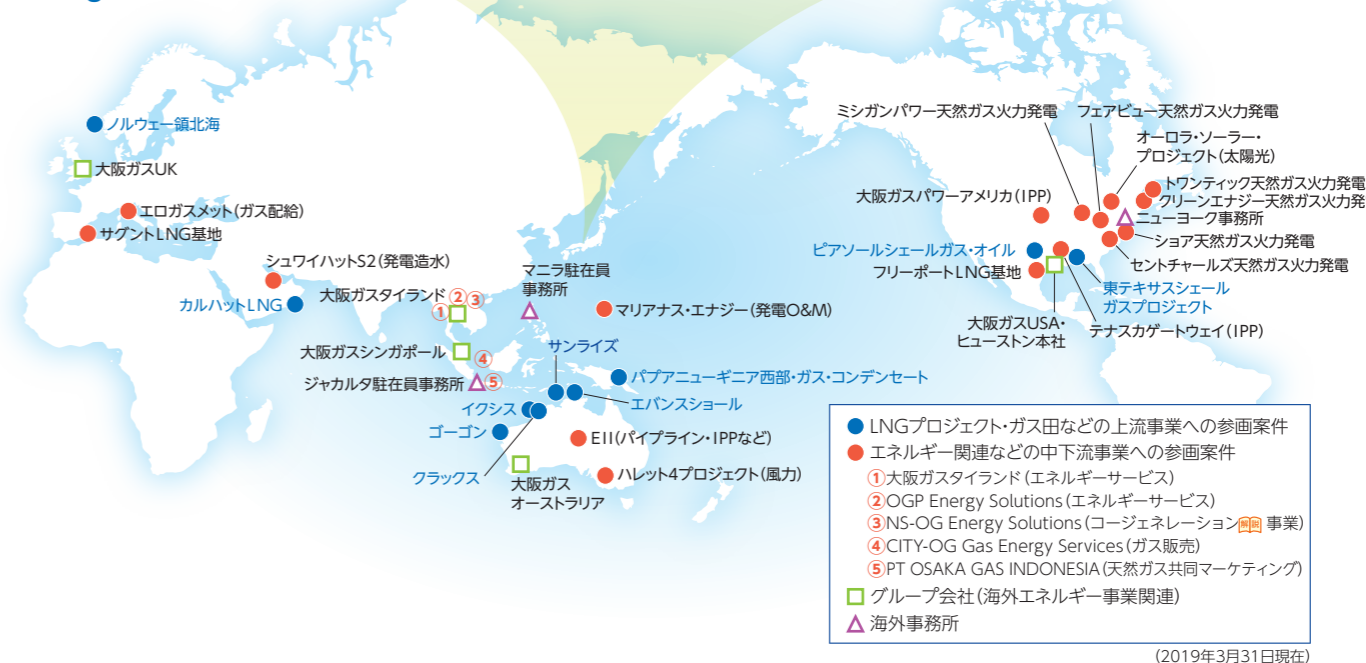 ノルウェー領北海
大阪ガスUK
エロガスメット(ガス配給)
サグントLNG基地
シュワイハットS2(発電造水)
カルハットLNG
大阪ガスタイランド
①
②
③
マニラ駐在員
事務所
マリアナス・エナジー(発電O&M)
大阪ガスシンガポール
④
ジャカルタ駐在員事務所
⑤
サンライズ
パプアニューギニア西部・ガス・コンデンセート
エバンスショール
イクシス
ゴーゴン
クラックス
EII(パイプライン・IPPなど)
ハレット4プロジェクト(風力)
大阪ガス
オーストラリア
ミシガンパワー天然ガス火力発電
フェアビュー天然ガス火力発電
オーロラ・ソーラー・
プロジェクト(太陽光)
トワンティック天然ガス火力発電
クリーンエナジー天然ガス火力発
大阪ガスパワーアメリカ(IPP)
ニューヨーク事務所
ショア天然ガス火力発電
セントチャールズ天然ガス火力発電
ピアソールシェールガス・オイル
フリーポートLNG基地
東テキサスシェール
ガスプロジェクト
大阪ガスUSA・
ヒューストン本社
テナスカゲートウェイ(IPP)
LNGプロジェクト・ガス田などの上流事業への参画案件
エネルギー関連などの中下流事業への参画案件
①大阪ガスタイランド(エネルギーサービス)
②OGP Energy Solutions(エネルギーサービス)
③NS-OG Energy Solutions(コージェネレーション解説 事業)
④CITY-OG Gas Energy Services(ガス販売)
⑤PT OSAKA GAS INDONESIA(天然ガス共同マーケティング)
グループ会社(海外エネルギー事業関連)
海外事務所
(2019年3月31日現在)